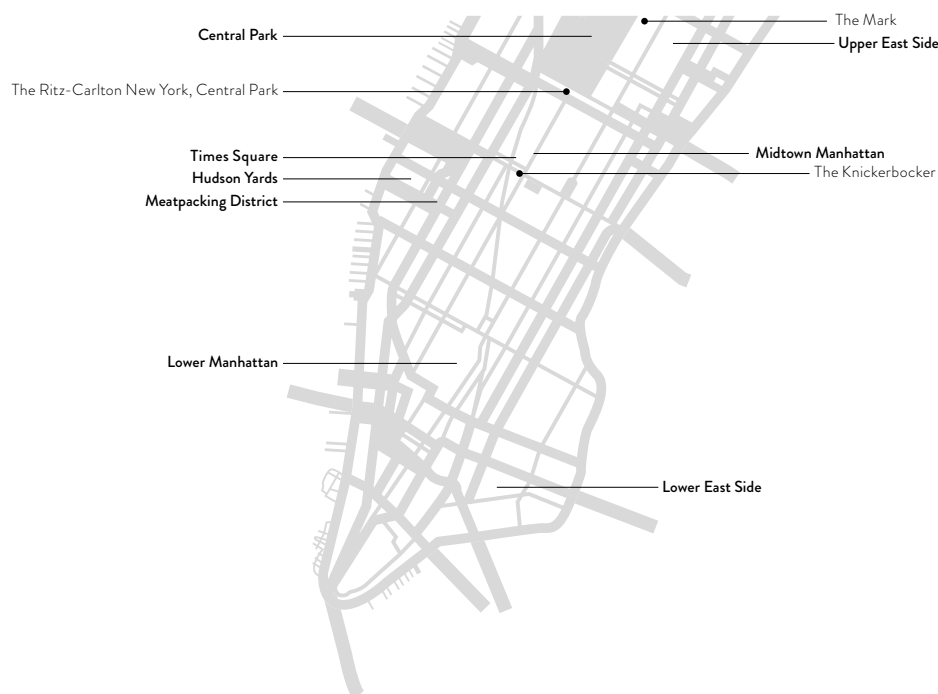 The Mark
Central Park
Upper East Side
The Ritz-Carlton New York, Central Park
Times Square
Midtown Manhattan
The Knickerbocker
Hudson Yards
Meatpacking District
Lower Manhattan
Lower East Side